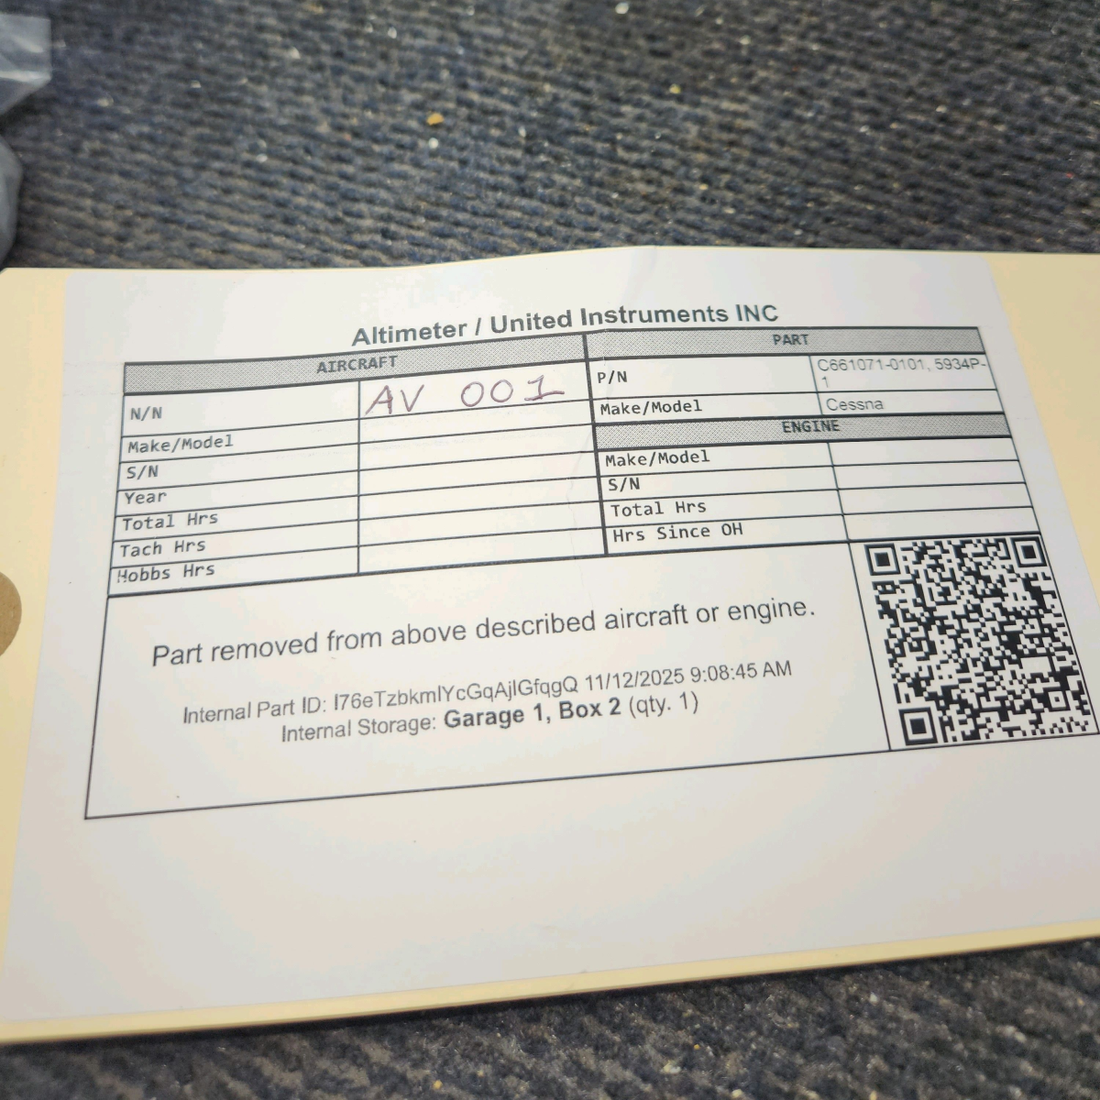 Altimeter / United Instruments INC
AIRCRAFT
N/N AV 001
Make/Model
S/N
Year
Total Hrs
Tach Hrs
Hobbs Hrs
PART
P/N C661071-0101, 5934P-
1
Make/Model Cessna
ENGINE
Make/Model
S/N
Total Hrs
Hrs Since OH
Part removed from above described aircraft or engine.
Internal Part ID: I76eTzbkmlYcGqAjlGfqgQ 11/12/2025 9:08:45 AM
Internal Storage: Garage 1, Box 2 (qty. 1)